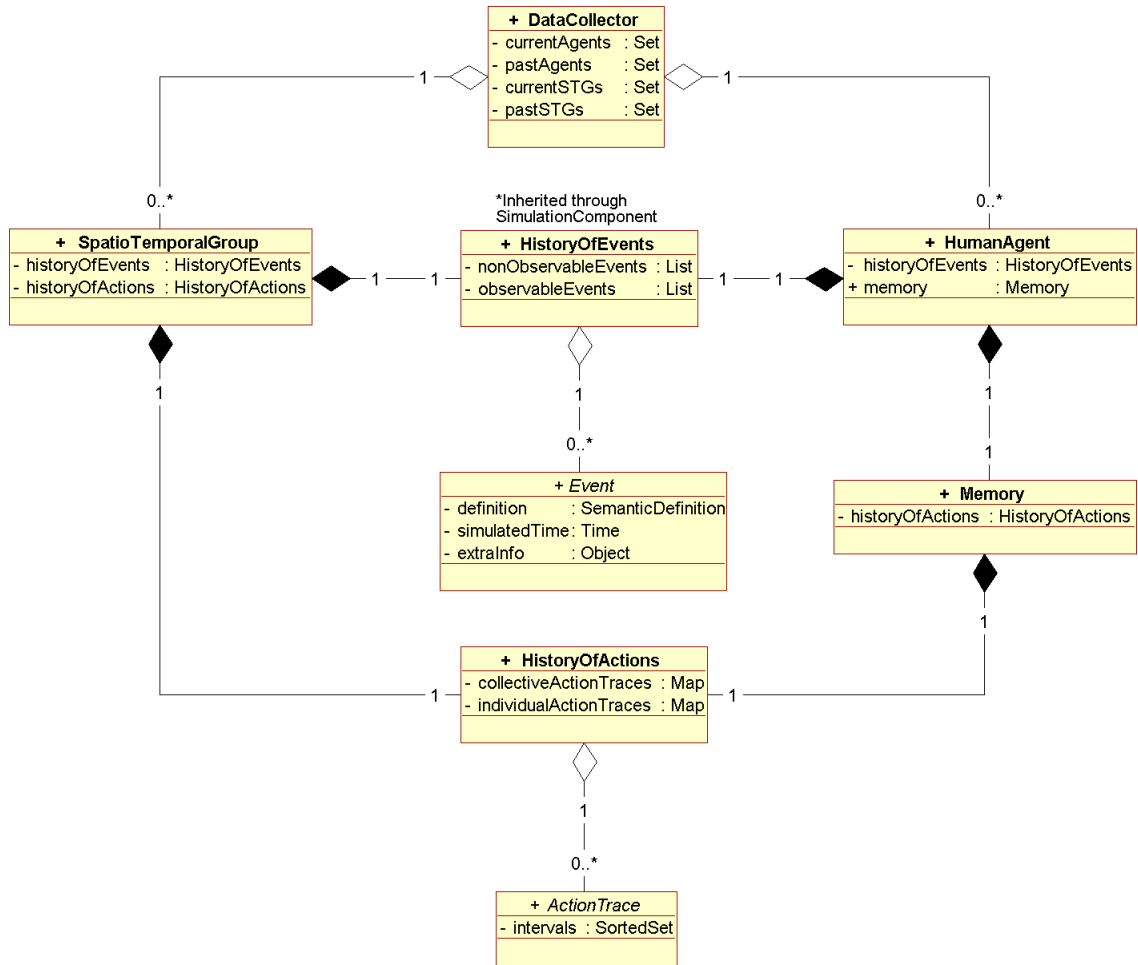 + DataCollector
- currentAgents : Set
- pastAgents : Set
- currentSTGs : Set
- pastSTGs : Set
1
1
0..*
0..*
*Inherited through
SimulationComponent
+ SpatioTemporalGroup
- historyOfEvents : HistoryOfEvents
- historyOfActions : HistoryOfActions
1
1
+ HistoryOfEvents
- nonObservableEvents : List
- observableEvents : List
1
1
+ HumanAgent
- historyOfEvents : HistoryOfEvents
+ memory : Memory
1
1
1
0..*
1
+ Event
- definition : SemanticDefinition
- simulatedTime : Time
- extraInfo : Object
+ Memory
- historyOfActions : HistoryOfActions
1
+ HistoryOfActions
- collectiveActionTraces : Map
- individualActionTraces : Map
1
1
1
0..*
+ ActionTrace
- intervals : SortedSet